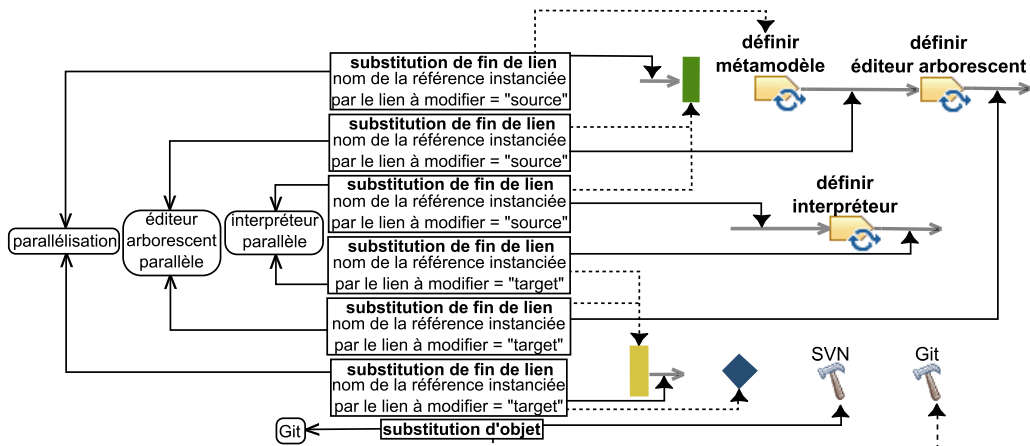 substitution de fin de lien
nom de la référence instanciée
par le lien à modifier = "source"
substitution de fin de lien
nom de la référence instanciée
par le lien à modifier = "source"
substitution de fin de lien
nom de la référence instanciée
par le lien à modifier = "source"
substitution de fin de lien
nom de la référence instanciée
par le lien à modifier = "target"
substitution de fin de lien
nom de la référence instanciée
par le lien à modifier = "target"
substitution de fin de lien
nom de la référence instanciée
par le lien à modifier = "target"
substitution d'objet
parallélisation
éditeur
arborescent
parallèle
interpréteur
parallèle
Git
définir
métamodèle
définir
éditeur arborescent
définir
interpréteur
SVN
Git